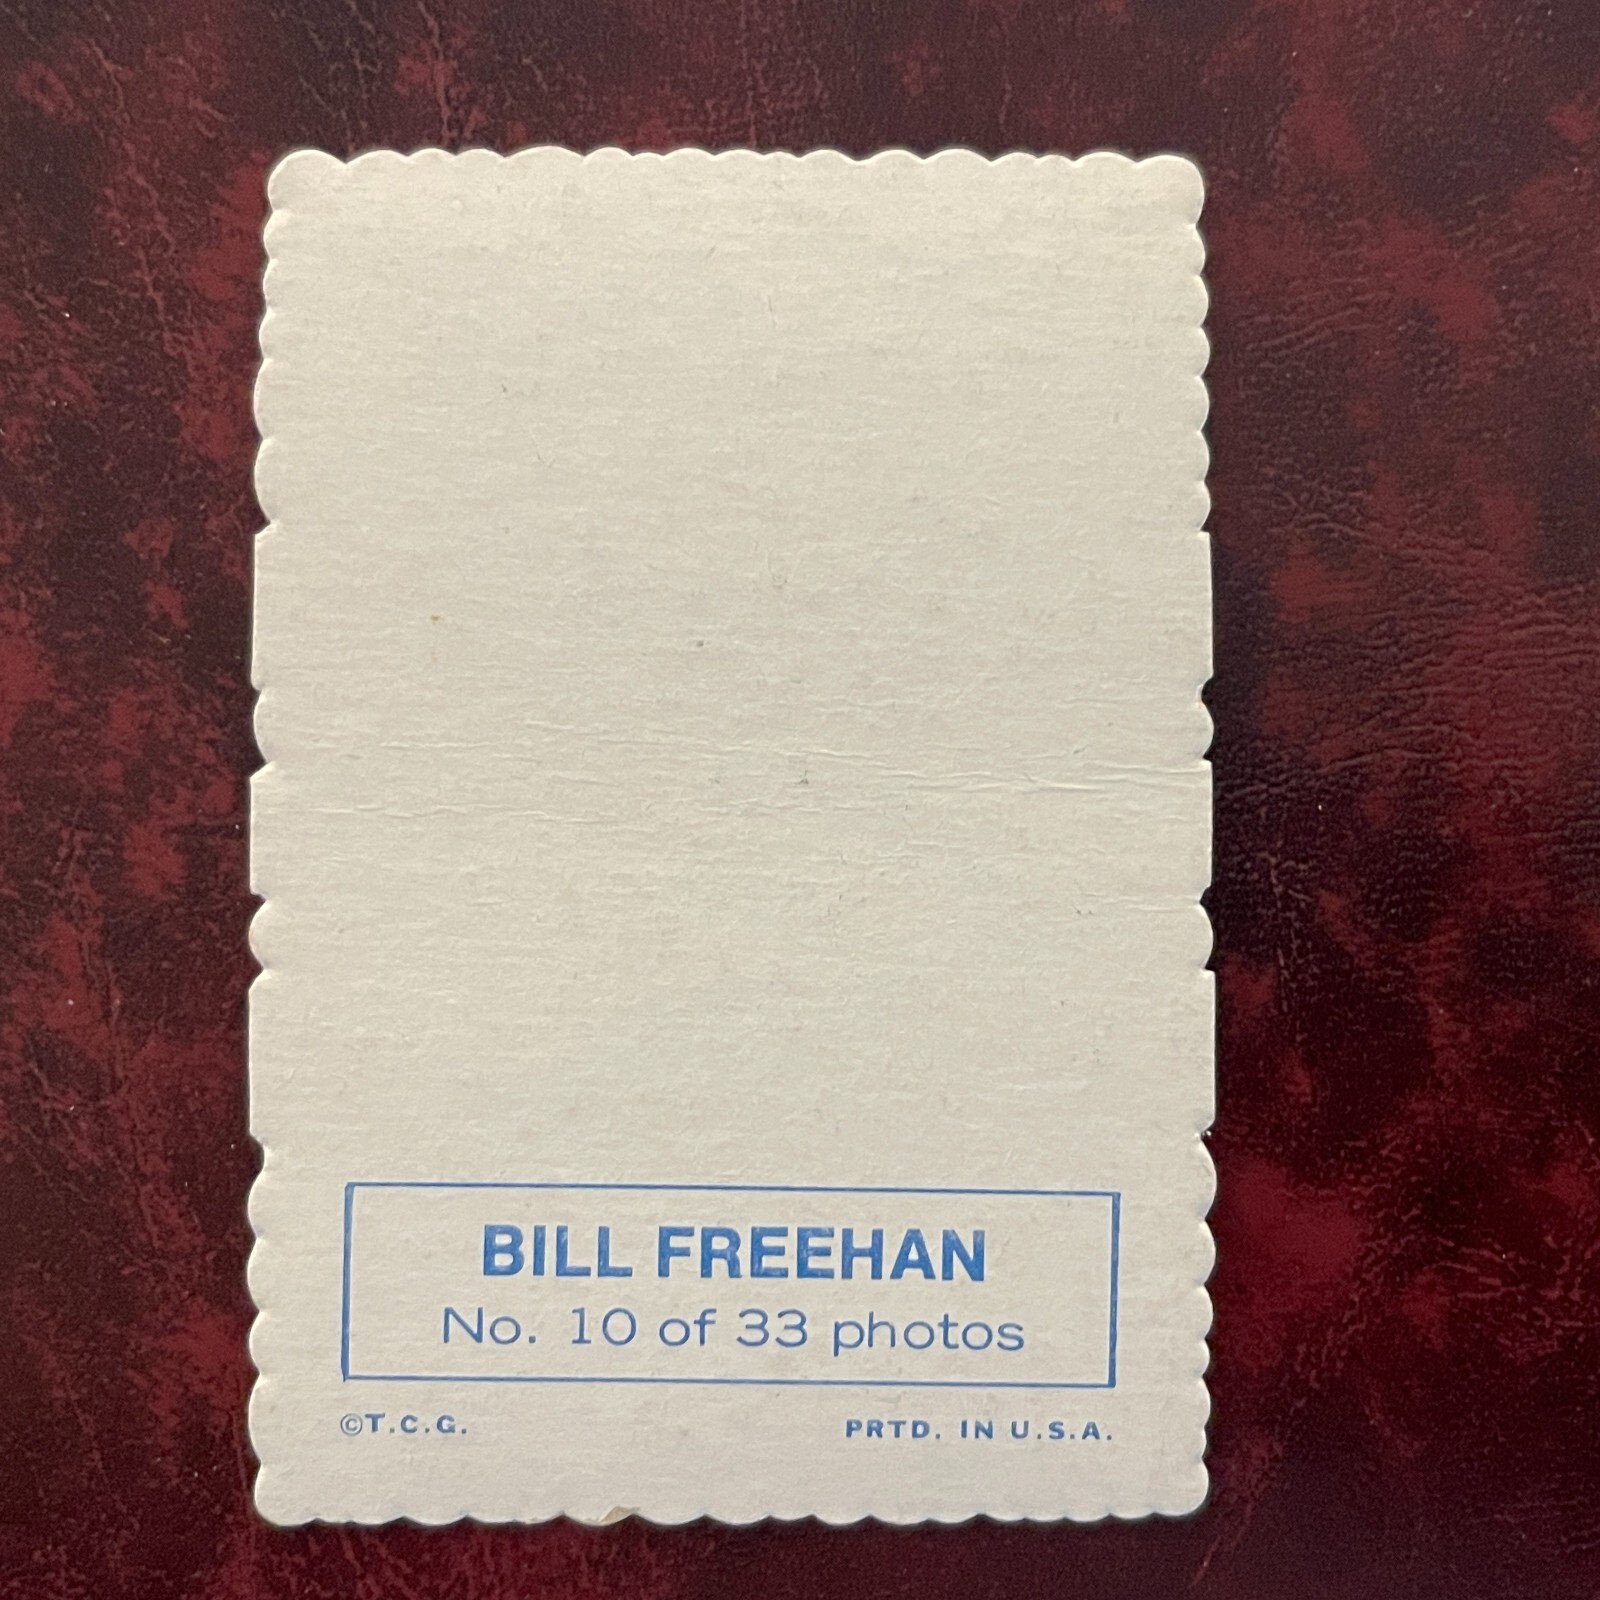 BILL FREEHAN
No. 10 of 33 photos
©T.C.G.
PRTD. IN U.S.A.